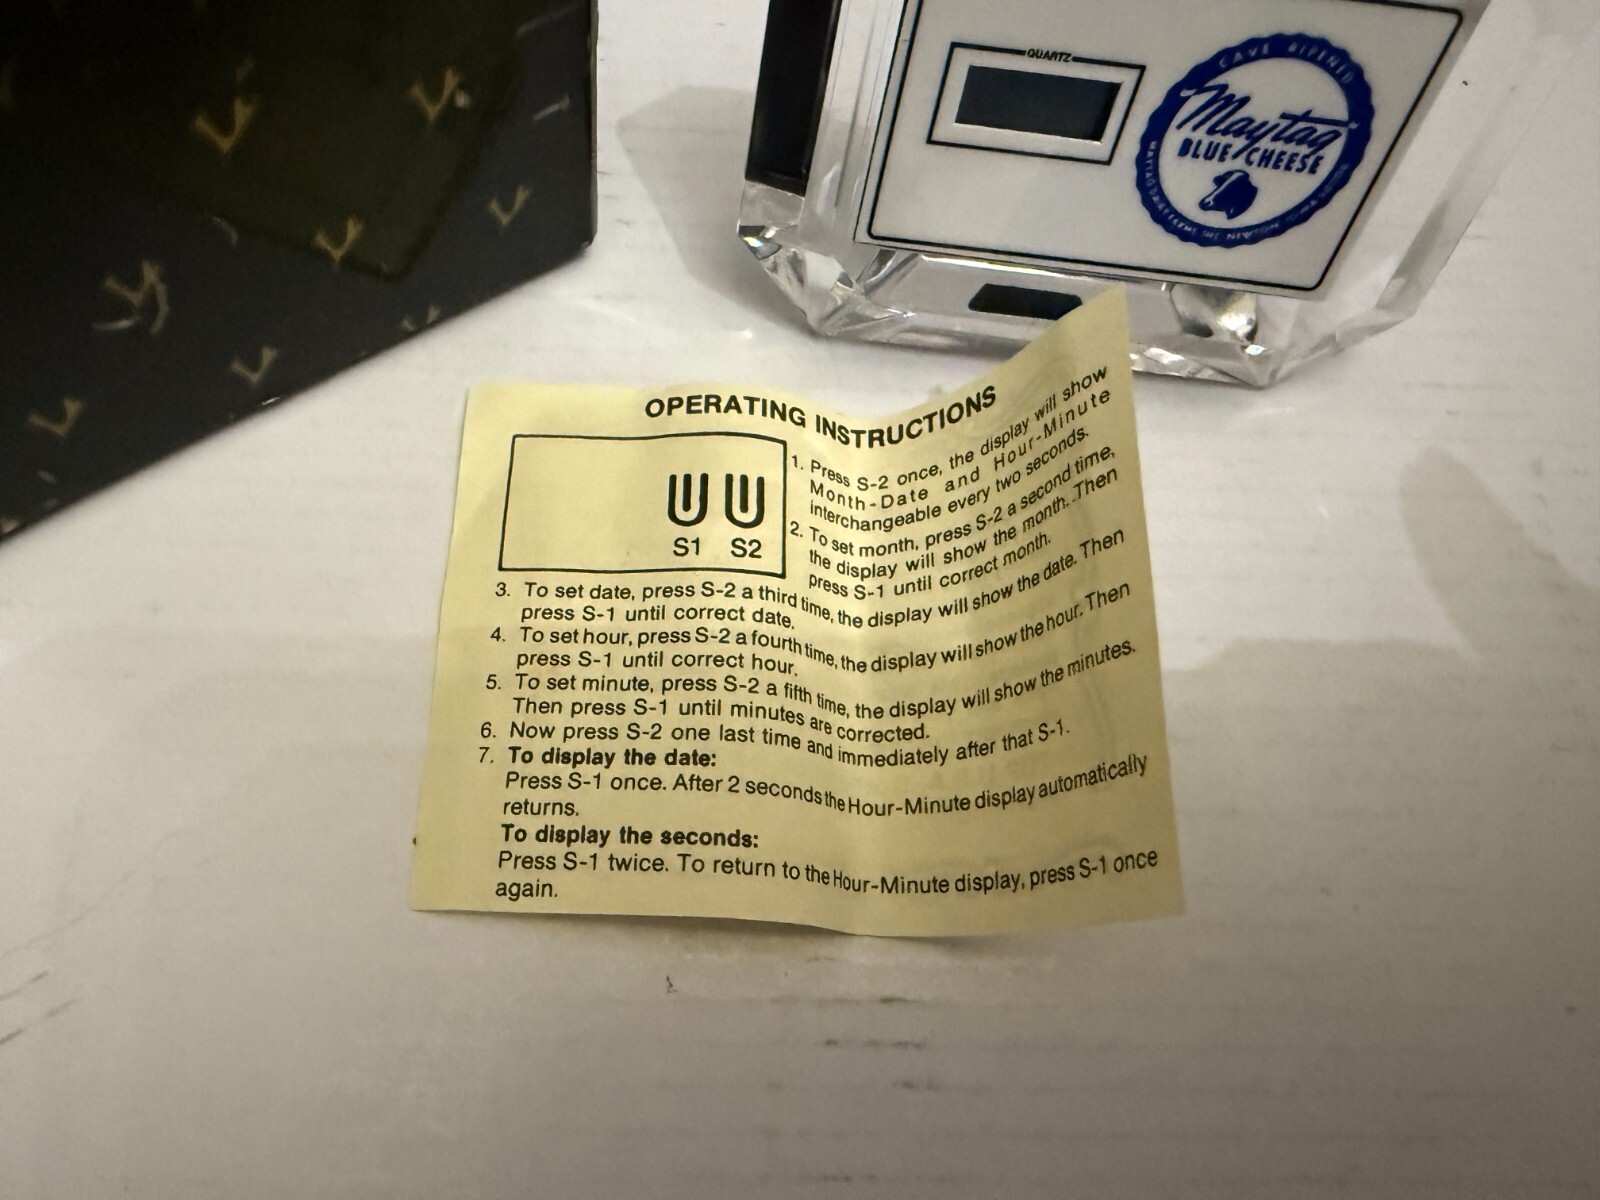 QUARTZ
CAVE RIPENED
Maytag
BLUE CHEESE
OPERATING INSTRUCTIONS
S1 S2
1. Press S-2 once, the display will show
Month-Date and Hour-Minute
interchangeable every two seconds.
2. To set month, press S-2 a second time,
the display will show the month. Then
press S-1 until correct month.
3. To set date, press S-2 a third time, the display will show the date. Then
press S-1 until correct date.
4. To set hour, press S-2 a fourth time, the display will show the hour. Then
press S-1 until correct hour.
5. To set minute, press S-2 a fifth time, the display will show the minutes.
Then press S-1 until minutes are corrected.
6. Now press S-2 one last time and immediately after that S-1.
7. To display the date:
Press S-1 once. After 2 seconds the Hour-Minute display automatically
returns.
To display the seconds:
Press S-1 twice. To return to the Hour-Minute display, press S-1 once
again.